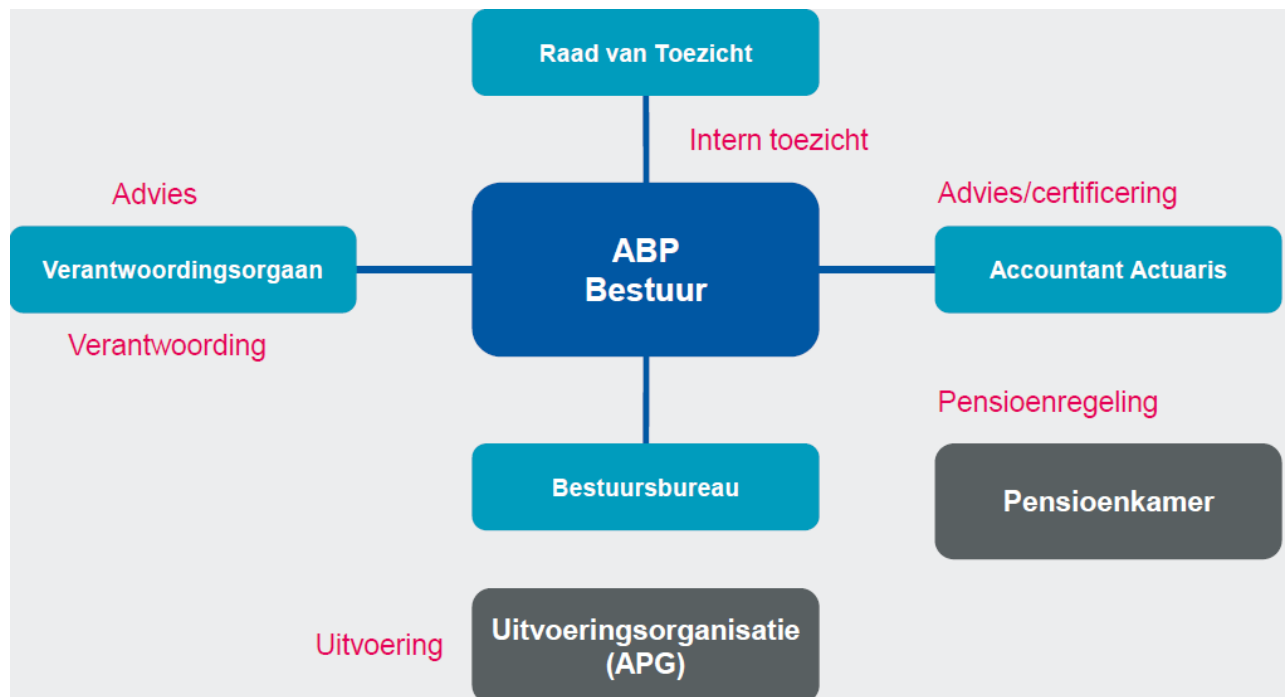 Raad van Toezicht
Intern toezicht
Advies
Advies/certificering
Verantwoordingsorgaan
ABP
Bestuur
Accountant Actuaris
Verantwoording
Pensioenregeling
Bestuursbureau
Pensioenkamer
Uitvoering
Uitvoeringsorganisatie
(APG)